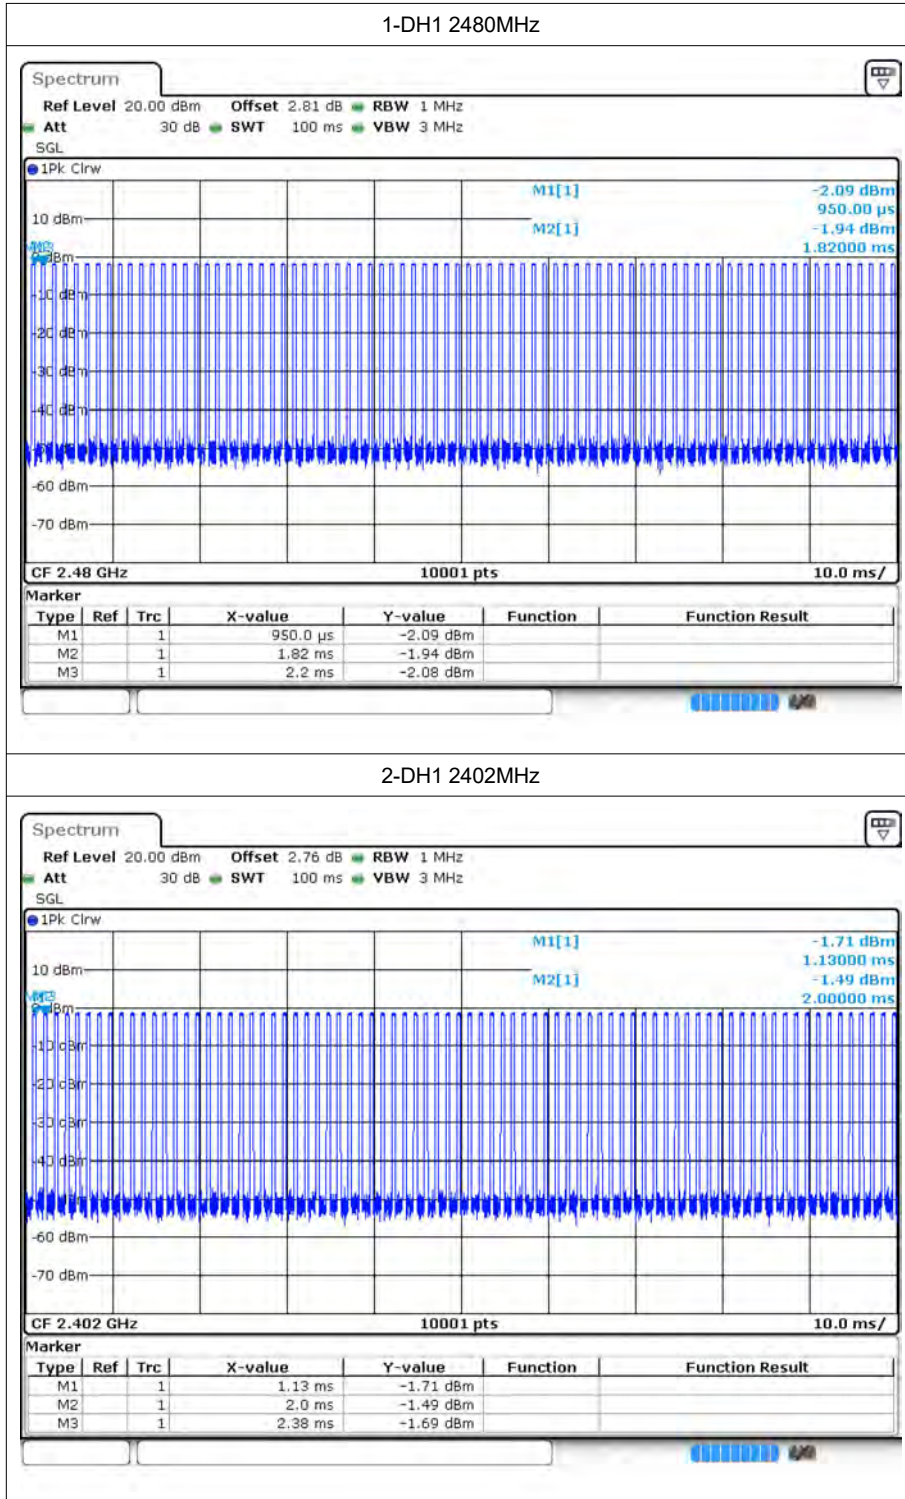 1-DH1 2480MHz
Spectrum
Ref Level 20.00 dBm Offset 2.81 dB RBW 1 MHz
Att 30 dB SWT 100 ms VBW 3 MHz
SGL
1Pk Clrw
M1[1] -2.09 dBm
950.00 µs
10 dBm
M2[1] -1.94 dBm
1.82000 ms
-10 dBm
-20 dBm
-30 dBm
-40 dBm
-60 dBm
-70 dBm
CF 2.48 GHz 10001 pts 10.0 ms/
Marker
Type Ref Trc X-value Y-value Function Function Result
M1 1 950.0 µs -2.09 dBm
M2 1 1.82 ms -1.94 dBm
M3 1 2.2 ms -2.08 dBm
2-DH1 2402MHz
Spectrum
Ref Level 20.00 dBm Offset 2.76 dB RBW 1 MHz
Att 30 dB SWT 100 ms VBW 3 MHz
SGL
1Pk Clrw
M1[1] -1.71 dBm
1.13000 ms
10 dBm
M2[1] -1.49 dBm
2.00000 ms
-10 dBm
-20 dBm
-30 dBm
-40 dBm
-60 dBm
-70 dBm
CF 2.402 GHz 10001 pts 10.0 ms/
Marker
Type Ref Trc X-value Y-value Function Function Result
M1 1 1.13 ms -1.71 dBm
M2 1 2.0 ms -1.49 dBm
M3 1 2.38 ms -1.69 dBm